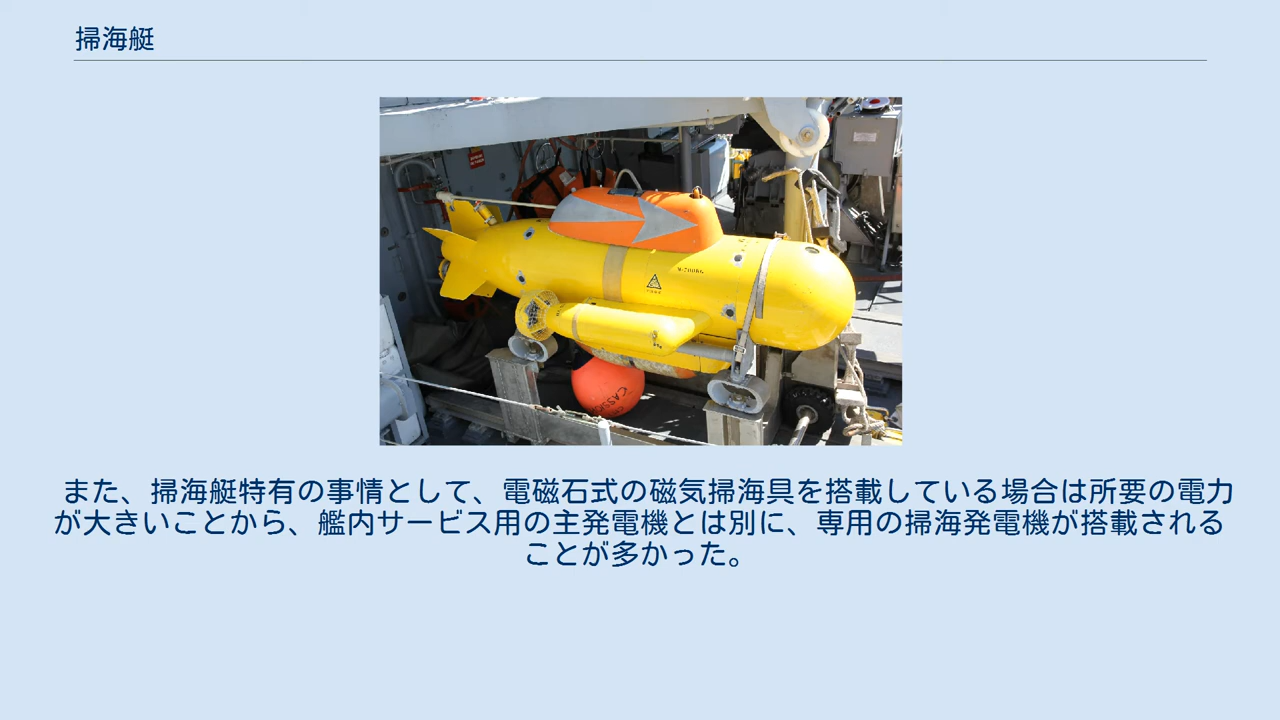 掃海艇
また、掃海艇特有の事情として、電磁石式の磁気掃海具を搭載している場合は所要の電力
が大きいことから、艦内サービス用の主発電機とは別に、専用の掃海発電機が搭載される
ことが多かった。